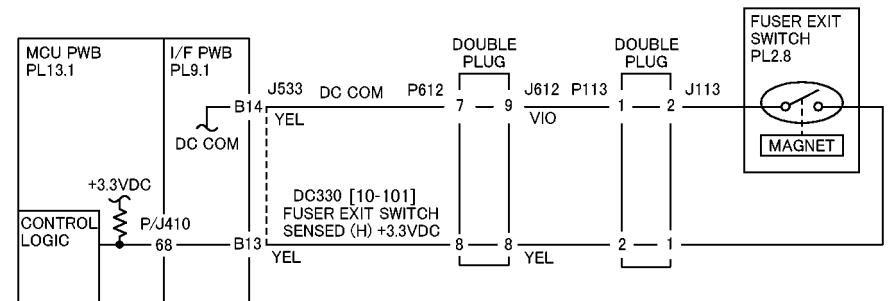 FUSER EXIT
SWITCH
PL2.8
MCU PWB
PL13.1
I/F PWB
PL9.1
DOUBLE
PLUG
DOUBLE
PLUG
J533
DC COM
P612
J612
P113
J113
B14
7
9
1
2
YEL
VIO
DC COM
MAGNET
+3.3VDC
DC330 [10-101]
FUSER EXIT SWITCH
SENSED (H) +3.3VDC
CONTROL
LOGIC
P/J410
68
B13
8
8
2
1
YEL
YEL